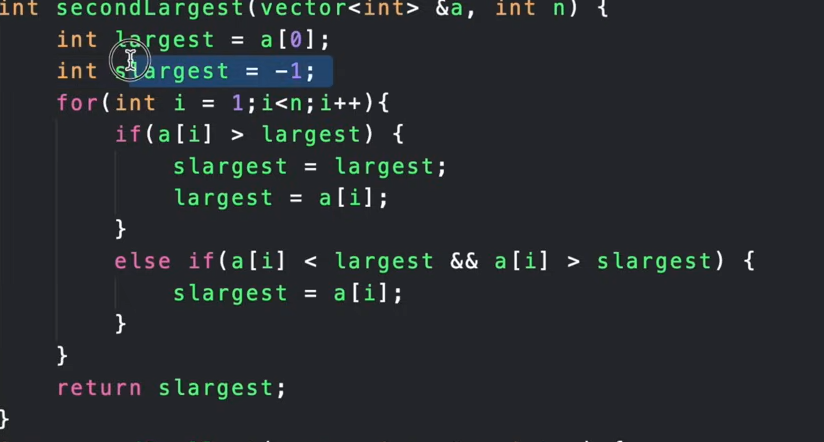 int secondLargest(vector<int> &a, int n) {
    int largest = a[0];
    int slargest = -1;
    for(int i = 1;i<n;i++){
        if(a[i] > largest) {
            slargest = largest;
            largest = a[i];
        }
        else if(a[i] < largest && a[i] > slargest) {
            slargest = a[i];
        }
    }
    return slargest;
}